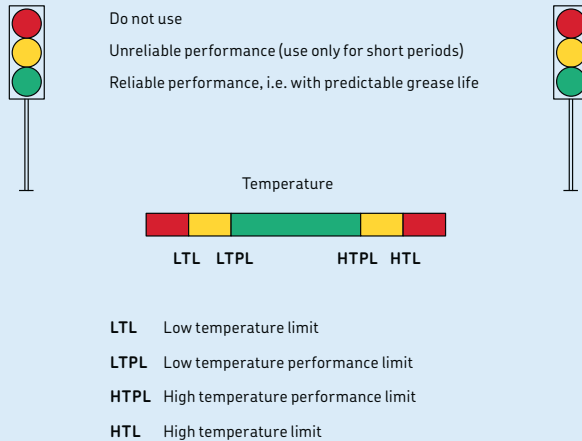 Do not use
Unreliable performance (use only for short periods)
Reliable performance, i.e. with predictable grease life
Temperature
LTL LTPL HTPL HTL
LTL Low temperature limit
LTPL Low temperature performance limit
HTPL High temperature performance limit
HTL High temperature limit